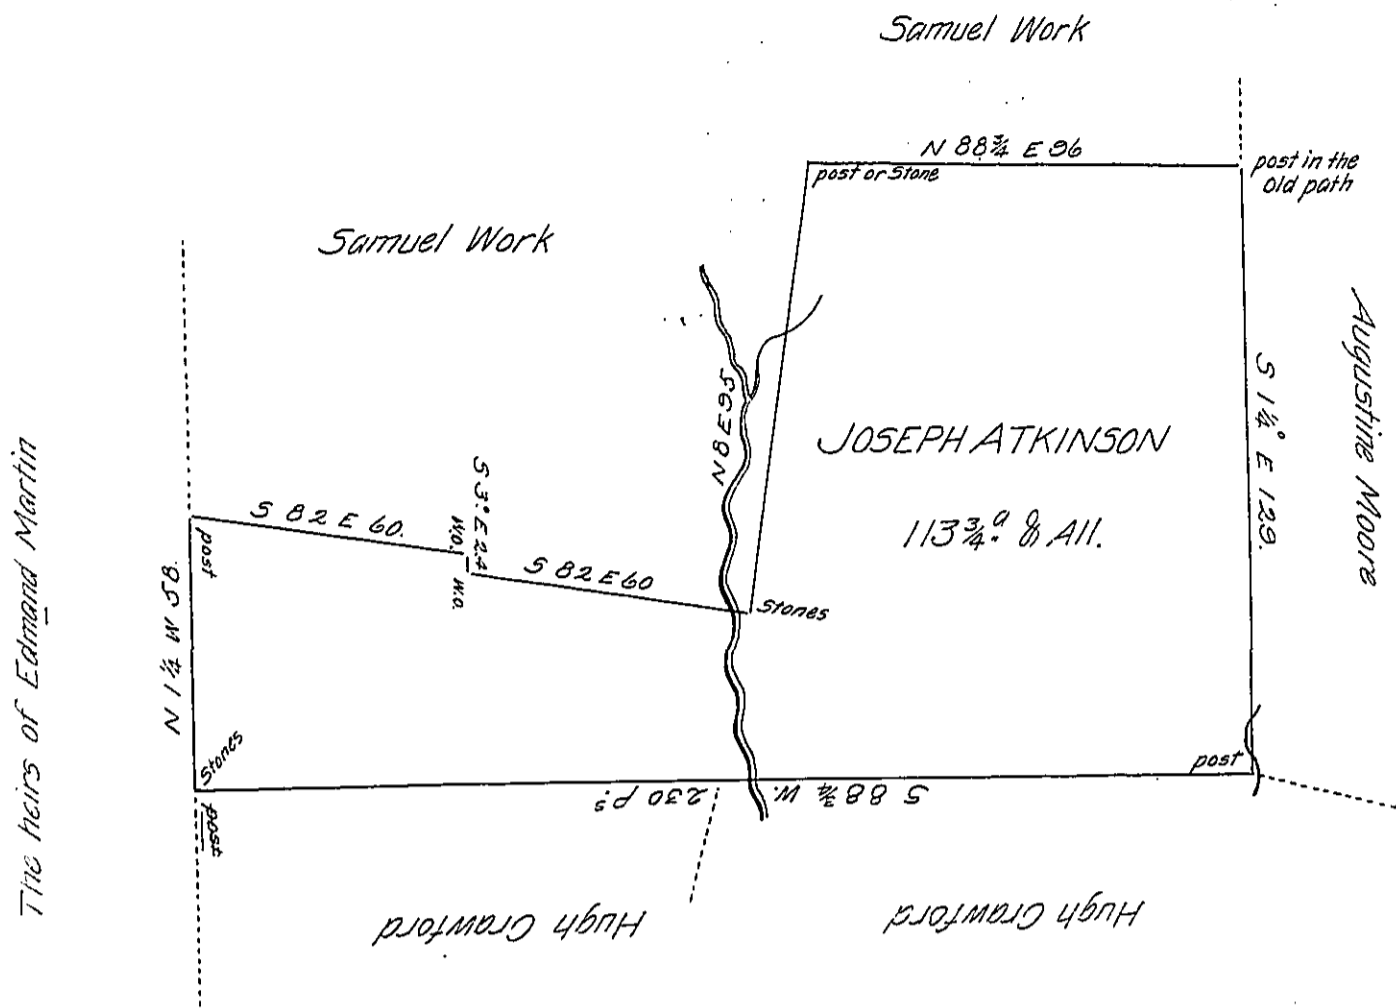 Samuel Work
N 88¾ E 96
post or Stone
post in the
old path
Samuel Work
Augustine Moore
S 1¼° E 129.
N 8 E 95
JOSEPH ATKINSON
113¾ a. & All.
The heirs of Edmand Martin
S 82 E 60.
post
S 3° E 2.4
W.O.
W.O.
S 82 E 60
Stones
N 1¼ W 58.
Stones
post
post
S 88¾ W. 230 Ps
Hugh Crawford
Hugh Crawford